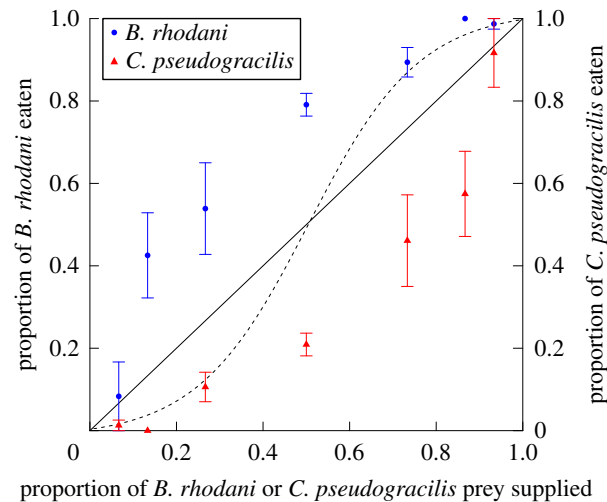 B. rhodani
C. pseudogracilis
proportion of B. rhodani eaten
1.0
0.8
0.6
0.4
0.2
proportion of C. pseudogracilis eaten
1.0
0.8
0.6
0.4
0.2
0
0 0.2 0.4 0.6 0.8 1.0
proportion of B. rhodani or C. pseudogracilis prey supplied